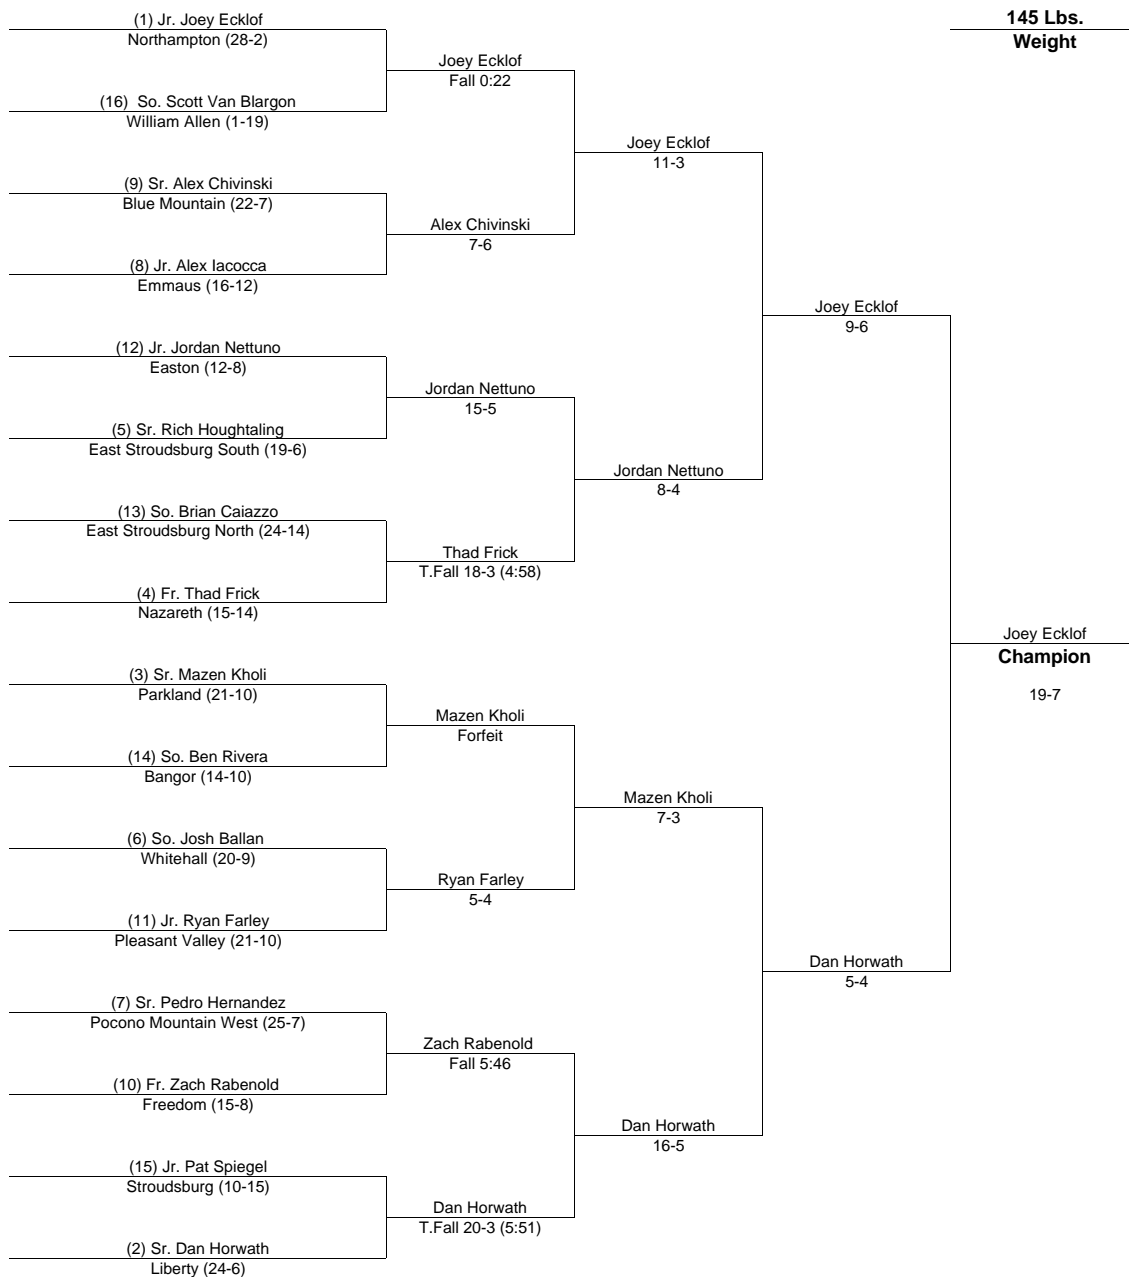 145 Lbs.
Weight
(1) Jr. Joey Ecklof
Northampton (28-2)
(16) So. Scott Van Blargon
William Allen (1-19)
(9) Sr. Alex Chivinski
Blue Mountain (22-7)
(8) Jr. Alex Iacocca
Emmaus (16-12)
(12) Jr. Jordan Nettuno
Easton (12-8)
(5) Sr. Rich Houghtaling
East Stroudsburg South (19-6)
(13) So. Brian Caiazzo
East Stroudsburg North (24-14)
(4) Fr. Thad Frick
Nazareth (15-14)
(3) Sr. Mazen Kholi
Parkland (21-10)
(14) So. Ben Rivera
Bangor (14-10)
(6) So. Josh Ballan
Whitehall (20-9)
(11) Jr. Ryan Farley
Pleasant Valley (21-10)
(7) Sr. Pedro Hernandez
Pocono Mountain West (25-7)
(10) Fr. Zach Rabenold
Freedom (15-8)
(15) Jr. Pat Spiegel
Stroudsburg (10-15)
(2) Sr. Dan Horwath
Liberty (24-6)
Joey Ecklof
Fall 0:22
Alex Chivinski
7-6
Jordan Nettuno
15-5
Thad Frick
T.Fall 18-3 (4:58)
Mazen Kholi
Forfeit
Ryan Farley
5-4
Zach Rabenold
Fall 5:46
Dan Horwath
T.Fall 20-3 (5:51)
Joey Ecklof
11-3
Jordan Nettuno
8-4
Mazen Kholi
7-3
Dan Horwath
16-5
Joey Ecklof
9-6
Dan Horwath
5-4
Joey Ecklof
Champion
19-7